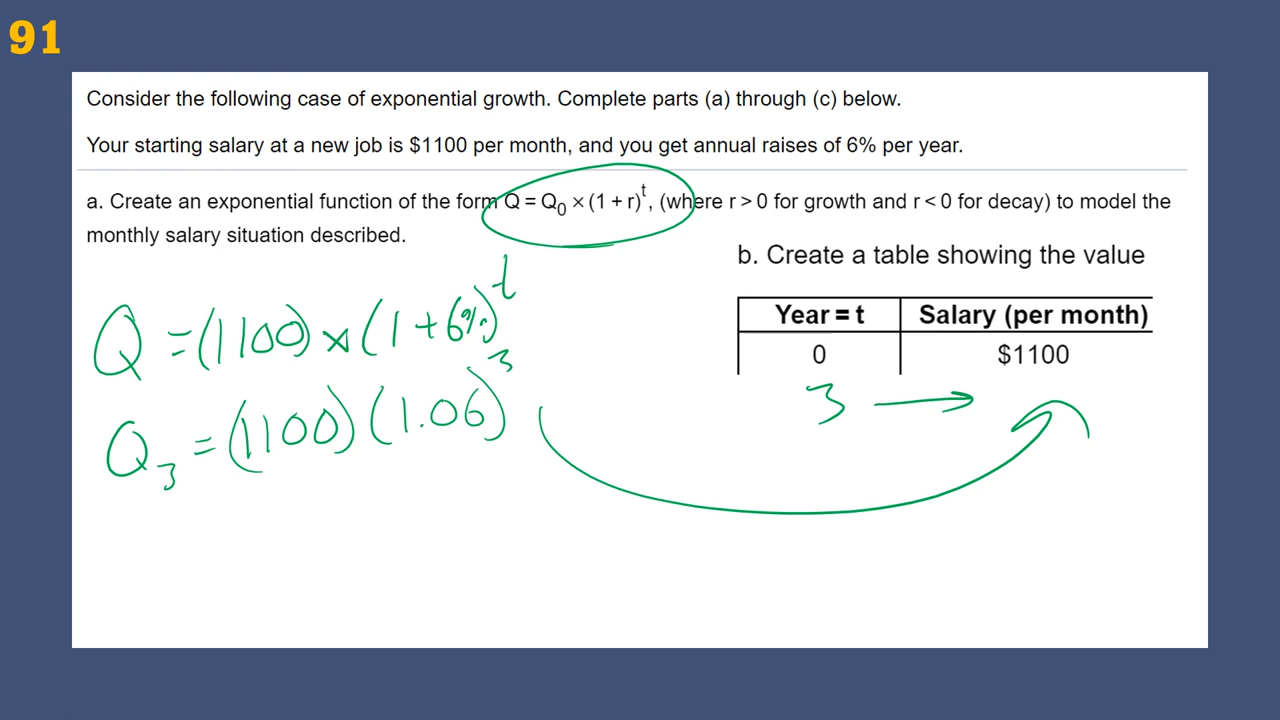 91
Consider the following case of exponential growth. Complete parts (a) through (c) below.
Your starting salary at a new job is $1100 per month, and you get annual raises of 6% per year.
a. Create an exponential function of the form Q = Q₀ × (1 + r)ᵗ, (where r > 0 for growth and r < 0 for decay) to model the
monthly salary situation described.
b. Create a table showing the value
Year = t Salary (per month)
0 $1100
3 →
Q = (1100) × (1 + 6%)ᵗ
Q₃ = (1100) (1.06)³